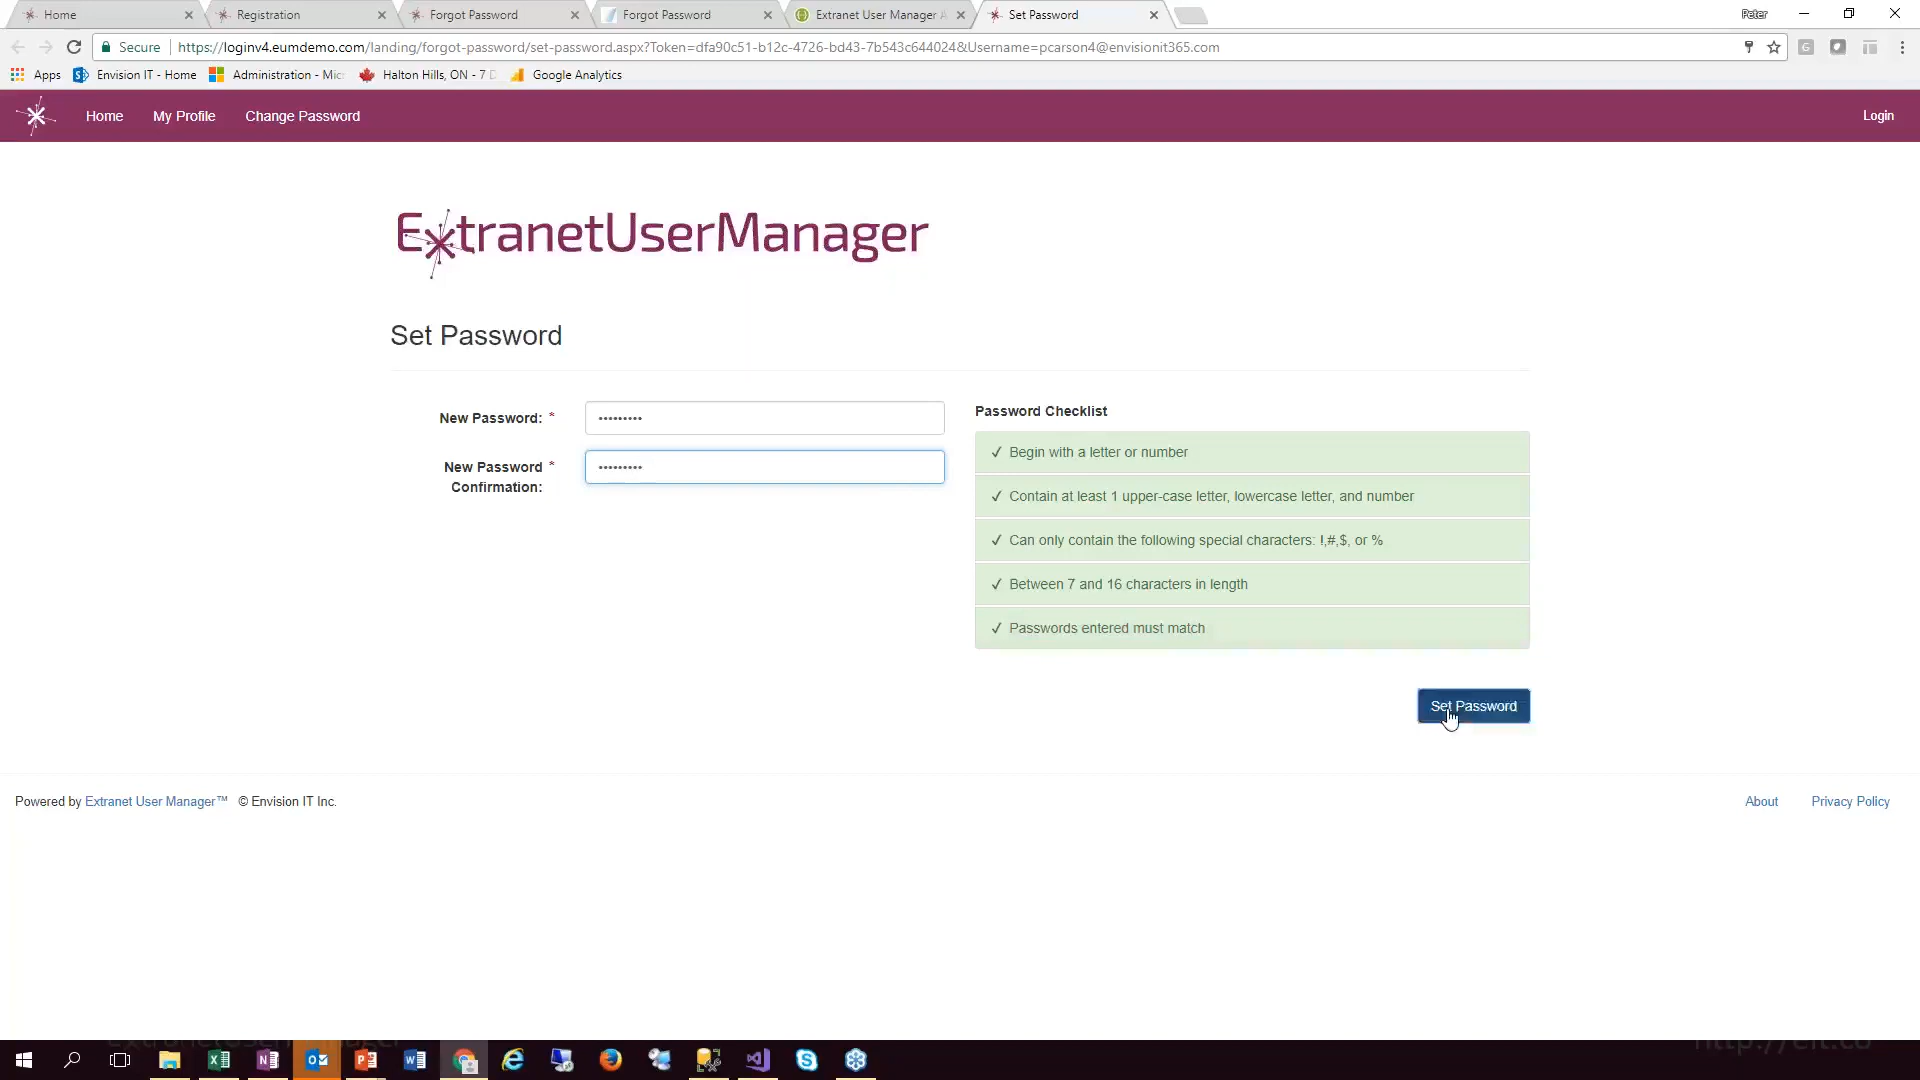 Home
Registration
Forgot Password
Forgot Password
Extranet User Manager A
Set Password
Peter
Secure
https://loginv4.eumdemo.com/landing/forgot-password/set-password.aspx?Token=dfa90c51-b12c-4726-bd43-7b543c644024&Username=pcarson4@envisionit365.com
Apps
Envision IT - Home
Administration - Mic
Halton Hills, ON - 7 D
Google Analytics
Home
My Profile
Change Password
Login
ExtranetUserManager
Set Password
New Password: *
•••••••••
New Password *
Confirmation:
•••••••••
Password Checklist
✓ Begin with a letter or number
✓ Contain at least 1 upper-case letter, lowercase letter, and number
✓ Can only contain the following special characters: !,#,$, or %
✓ Between 7 and 16 characters in length
✓ Passwords entered must match
Set Password
Powered by Extranet User Manager™ © Envision IT Inc.
About
Privacy Policy